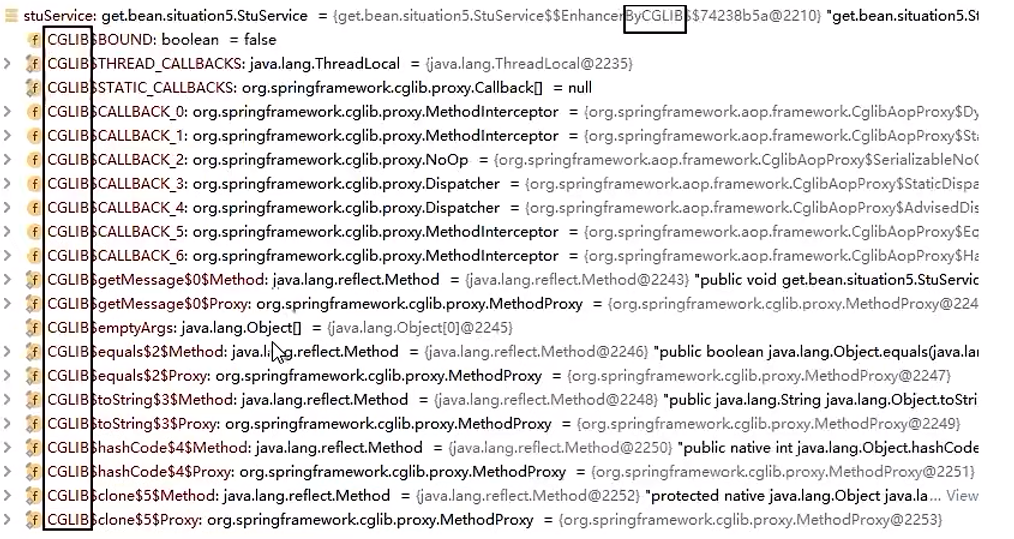 stuService: get.bean.situation5.StuService = {get.bean.situation5.StuService$$EnhancerByCGLIB$$74238b5a@2210} "get.bean.situation5.St
CGLIB$BOUND: boolean = false
CGLIB$THREAD_CALLBACKS: java.lang.ThreadLocal = {java.lang.ThreadLocal@2235}
CGLIB$STATIC_CALLBACKS: org.springframework.cglib.proxy.Callback[] = null
CGLIB$CALLBACK_0: org.springframework.cglib.proxy.MethodInterceptor = {org.springframework.aop.framework.CglibAopProxy$Dy
CGLIB$CALLBACK_1: org.springframework.cglib.proxy.MethodInterceptor = {org.springframework.aop.framework.CglibAopProxy$Sta
CGLIB$CALLBACK_2: org.springframework.cglib.proxy.NoOp = {org.springframework.aop.framework.CglibAopProxy$SerializableNoO
CGLIB$CALLBACK_3: org.springframework.cglib.proxy.Dispatcher = {org.springframework.aop.framework.CglibAopProxy$StaticDispa
CGLIB$CALLBACK_4: org.springframework.cglib.proxy.Dispatcher = {org.springframework.aop.framework.CglibAopProxy$AdvisedDis
CGLIB$CALLBACK_5: org.springframework.cglib.proxy.MethodInterceptor = {org.springframework.aop.framework.CglibAopProxy$Eq
CGLIB$CALLBACK_6: org.springframework.cglib.proxy.MethodInterceptor = {org.springframework.aop.framework.CglibAopProxy$Ha
CGLIB$getMessage$0$Method: java.lang.reflect.Method = {java.lang.reflect.Method@2243} "public void get.bean.situation5.StuServic
CGLIB$getMessage$0$Proxy: org.springframework.cglib.proxy.MethodProxy = {org.springframework.cglib.proxy.MethodProxy@224
CGLIB$emptyArgs: java.lang.Object[] = {java.lang.Object[0]@2245}
CGLIB$equals$2$Method: java.lang.reflect.Method = {java.lang.reflect.Method@2246} "public boolean java.lang.Object.equals(java.lan
CGLIB$equals$2$Proxy: org.springframework.cglib.proxy.MethodProxy = {org.springframework.cglib.proxy.MethodProxy@2247}
CGLIB$toString$3$Method: java.lang.reflect.Method = {java.lang.reflect.Method@2248} "public java.lang.String java.lang.Object.toStri
CGLIB$toString$3$Proxy: org.springframework.cglib.proxy.MethodProxy = {org.springframework.cglib.proxy.MethodProxy@2249}
CGLIB$hashCode$4$Method: java.lang.reflect.Method = {java.lang.reflect.Method@2250} "public native int java.lang.Object.hashCode
CGLIB$hashCode$4$Proxy: org.springframework.cglib.proxy.MethodProxy = {org.springframework.cglib.proxy.MethodProxy@2251}
CGLIB$clone$5$Method: java.lang.reflect.Method = {java.lang.reflect.Method@2252} "protected native java.lang.Object java.la... View
CGLIB$clone$5$Proxy: org.springframework.cglib.proxy.MethodProxy = {org.springframework.cglib.proxy.MethodProxy@2253}